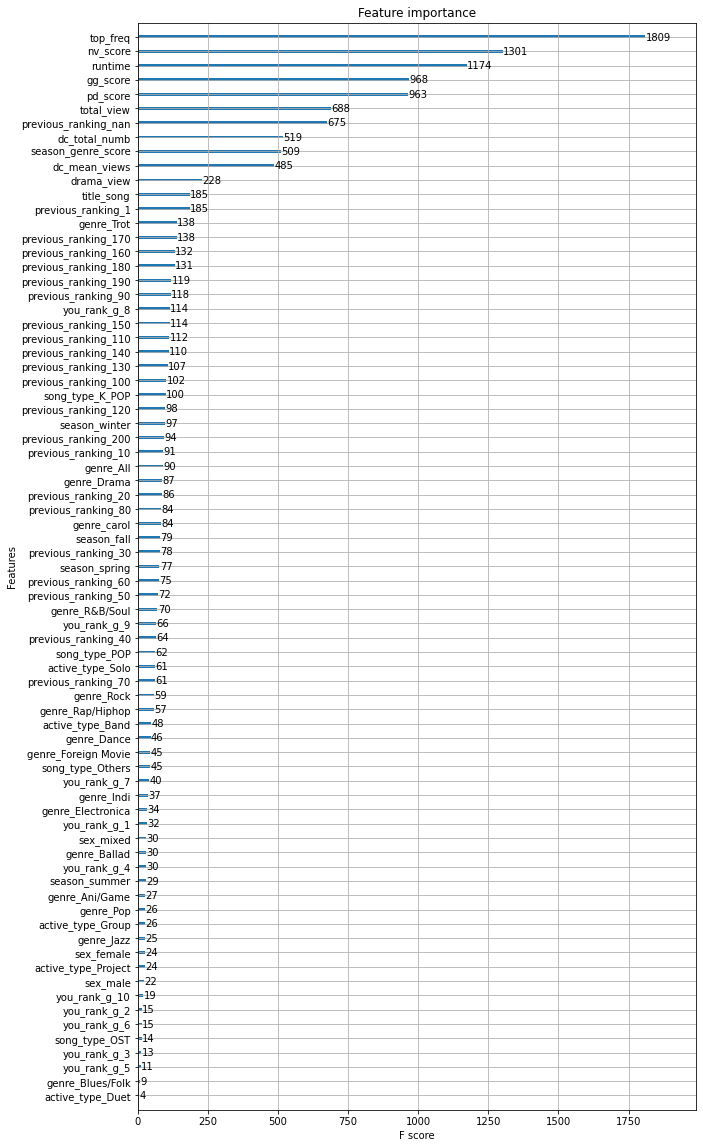 Feature importance
top_freq 1809
nv_score 1301
runtime 1174
gg_score 968
pd_score 963
total_view 688
previous_ranking_nan 675
dc_total_numb 519
season_genre_score 509
dc_mean_views 485
drama_view 228
title_song 185
previous_ranking_1 185
genre_Trot 138
previous_ranking_170 138
previous_ranking_160 132
previous_ranking_180 131
previous_ranking_190 119
previous_ranking_90 118
you_rank_g_8 114
previous_ranking_150 114
previous_ranking_110 112
previous_ranking_140 110
previous_ranking_130 107
previous_ranking_100 102
song_type_K_POP 100
previous_ranking_120 98
season_winter 97
previous_ranking_200 94
previous_ranking_10 91
genre_All 90
genre_Drama 87
previous_ranking_20 86
previous_ranking_80 84
genre_carol 84
season_fall 79
previous_ranking_30 78
season_spring 77
previous_ranking_60 75
previous_ranking_50 72
genre_R&B/Soul 70
you_rank_g_9 66
previous_ranking_40 64
song_type_POP 62
active_type_Solo 61
previous_ranking_70 61
genre_Rock 59
genre_Rap/Hiphop 57
active_type_Band 48
genre_Dance 46
genre_Foreign Movie 45
song_type_Others 45
you_rank_g_7 40
genre_Indi 37
genre_Electronica 34
you_rank_g_1 32
sex_mixed 30
genre_Ballad 30
you_rank_g_4 30
season_summer 29
genre_Ani/Game 27
genre_Pop 26
active_type_Group 26
genre_Jazz 25
sex_female 24
active_type_Project 24
sex_male 22
you_rank_g_10 19
you_rank_g_2 15
you_rank_g_6 15
song_type_OST 14
you_rank_g_3 13
you_rank_g_5 11
genre_Blues/Folk 9
active_type_Duet 4
Features
0 250 500 750 1000 1250 1500 1750
F score